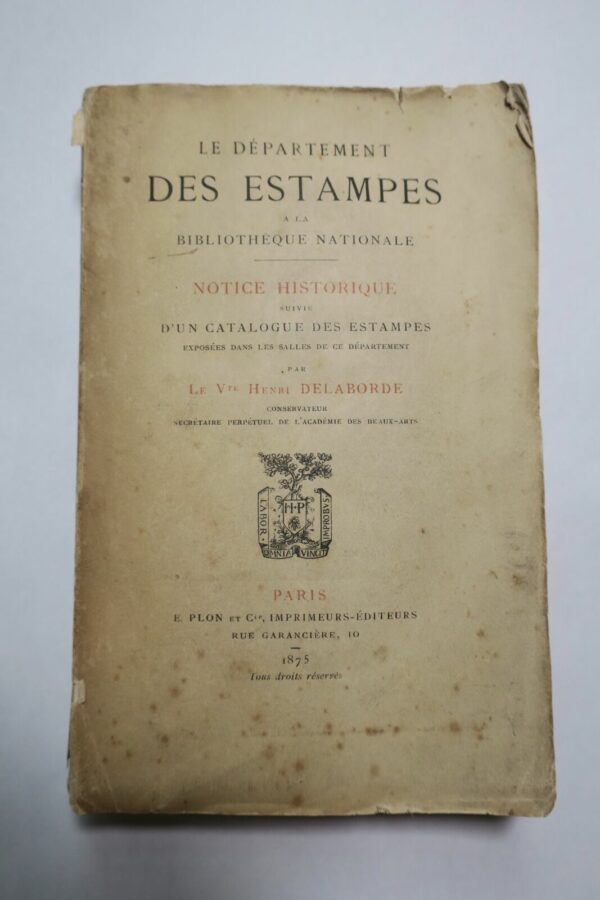 LE DÉPARTEMENT
DES ESTAMPES
A LA
BIBLIOTHÈQUE NATIONALE
NOTICE HISTORIQUE
SUIVIE
D'UN CATALOGUE DES ESTAMPES
EXPOSÉES DANS LES SALLES DE CE DÉPARTEMENT
PAR
LE Vte HENRI DELABORDE
CONSERVATEUR
SECRÉTAIRE PERPÉTUEL DE L'ACADÉMIE DES BEAUX-ARTS
LABOR
H·P
IMPROBVS
OMNIA VINCIT
PARIS
E. PLON ET Cie, IMPRIMEURS-ÉDITEURS
RUE GARANCIÈRE, 10
1875
Tous droits réservés